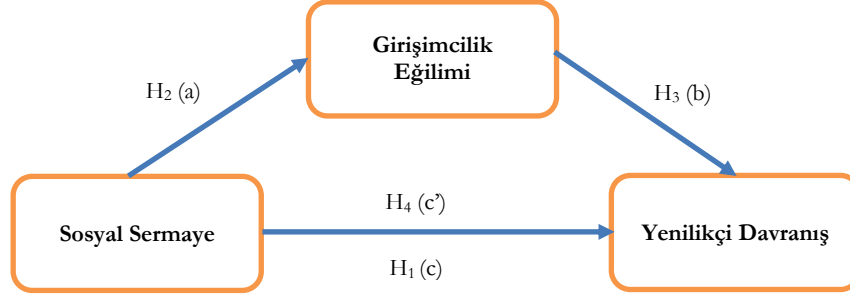 Girişimcilik
Eğilimi
H₂ (a)
H₃ (b)
Sosyal Sermaye
H₄ (c’)
Yenilikçi Davranış
H₁ (c)